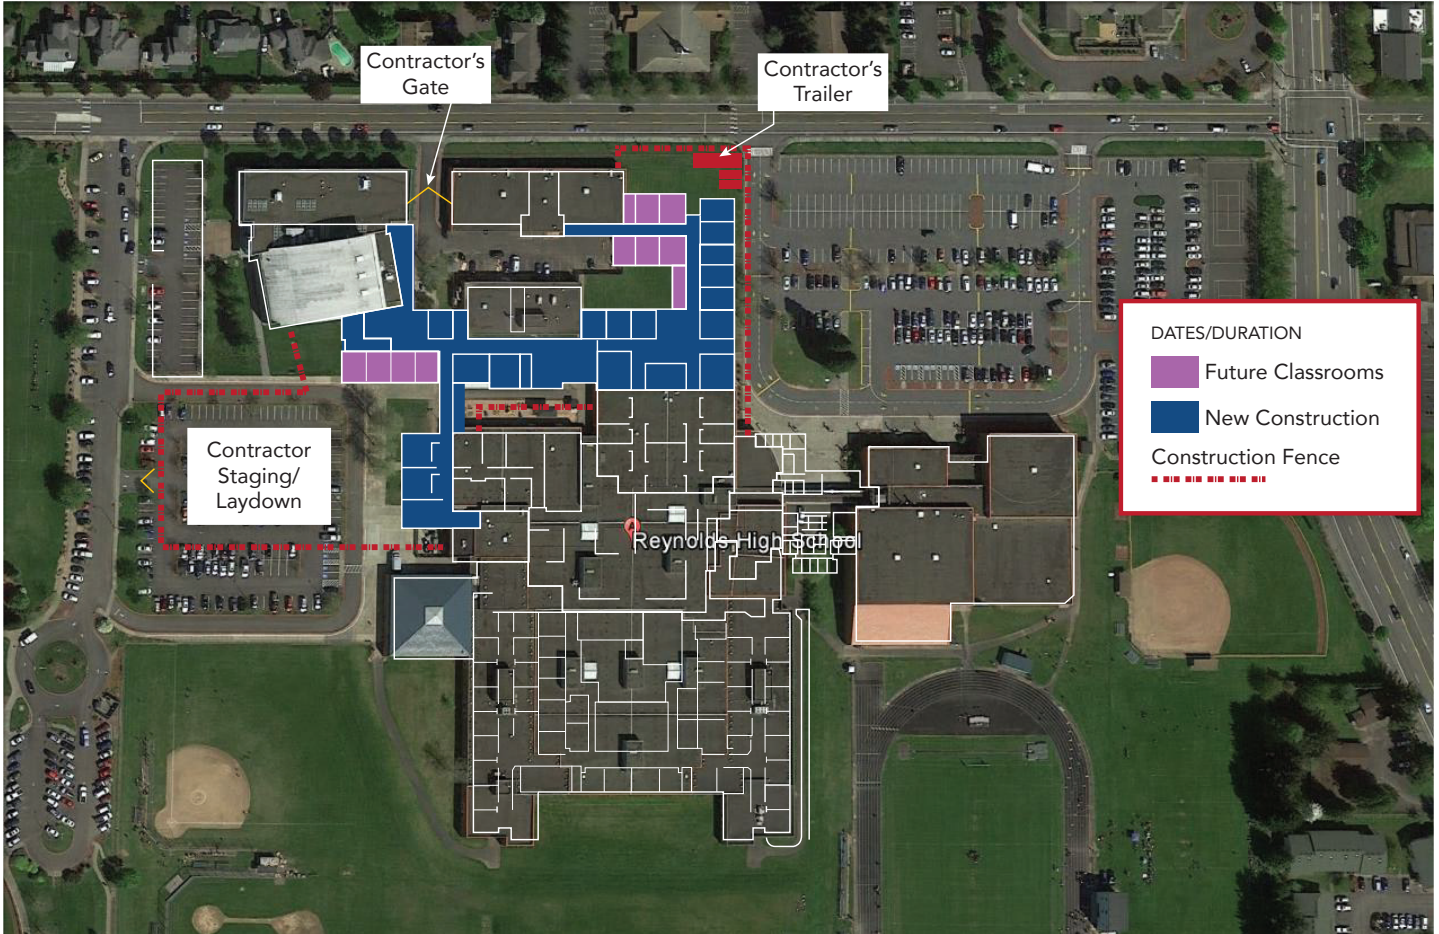 Contractor's
Gate
Contractor's
Trailer
DATES/DURATION
Future Classrooms
New Construction
Construction Fence
Contractor
Staging/
Laydown
A
Reynolds High School